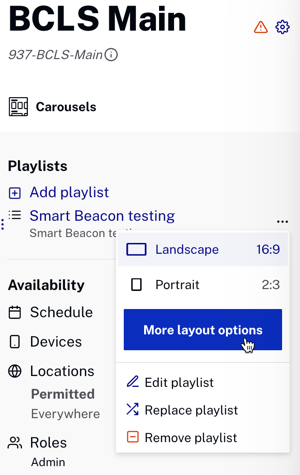 BCLS Main
937-BCLS-Main
Carousels
Playlists
Add playlist
Smart Beacon testing
Smart Beacon
Landscape 16:9
Portrait 2:3
More layout options
Availability
Schedule
Devices
Edit playlist
Locations
Permitted
Replace playlist
Everywhere
Remove playlist
Roles
Admin